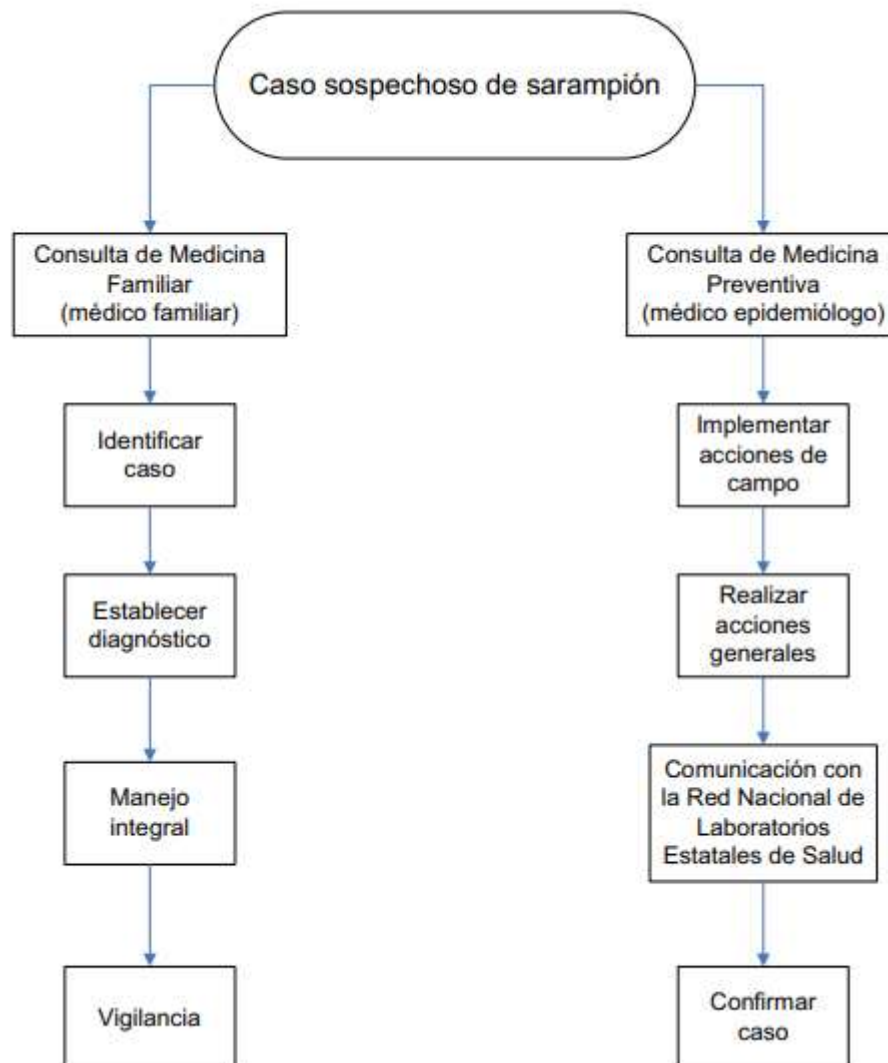 Caso sospechoso de sarampión
Consulta de Medicina
Familiar
(médico familiar)
Identificar
caso
Establecer
diagnóstico
Manejo
integral
Vigilancia
Consulta de Medicina
Preventiva
(médico epidemiólogo)
Implementar
acciones de
campo
Realizar
acciones
generales
Comunicación con
la Red Nacional de
Laboratorios
Estatales de Salud
Confirmar
caso